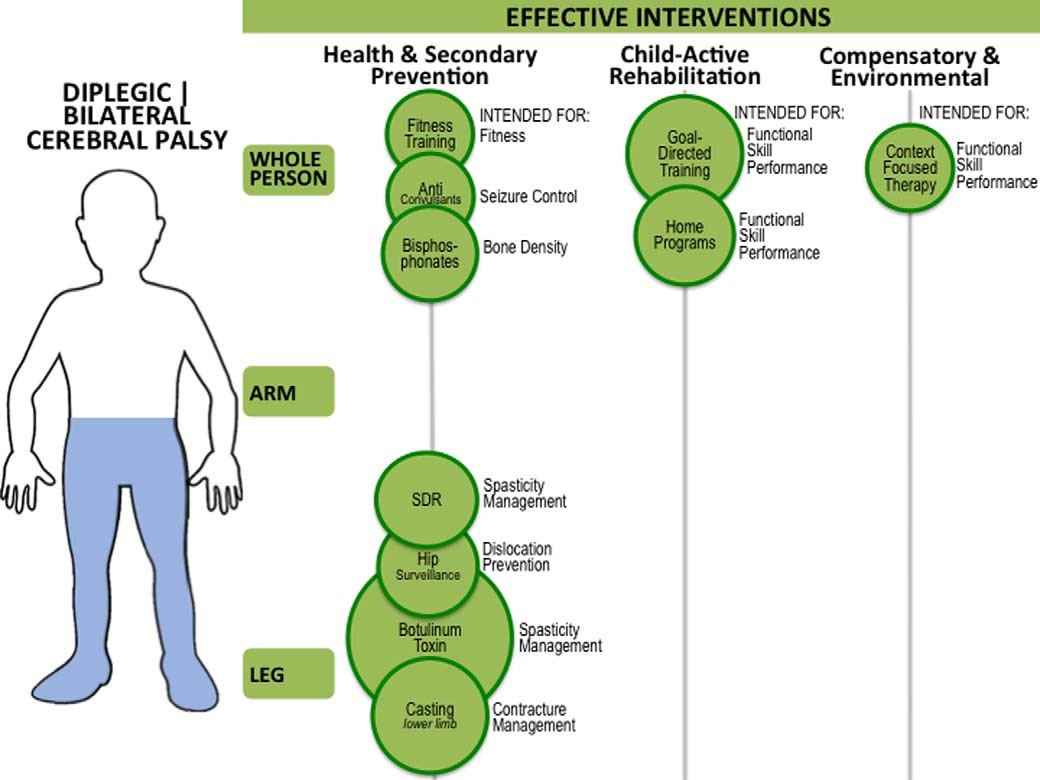 EFFECTIVE INTERVENTIONS
Health & Secondary
Prevention
Child-Active
Rehabilitation
Compensatory &
Environmental
DIPLEGIC |
BILATERAL
CEREBRAL PALSY
WHOLE
PERSON
Fitness
Training
INTENDED FOR:
Fitness
Anti
Convulsants
Seizure Control
Bisphos-
phonates
Bone Density
Goal-
Directed
Training
INTENDED FOR:
Functional
Skill
Performance
Home
Programs
Functional
Skill
Performance
Context
Focused
Therapy
INTENDED FOR:
Functional
Skill
Performance
ARM
SDR
Spasticity
Management
Hip
Surveillance
Dislocation
Prevention
Botulinum
Toxin
Spasticity
Management
LEG
Casting
lower limb
Contracture
Management